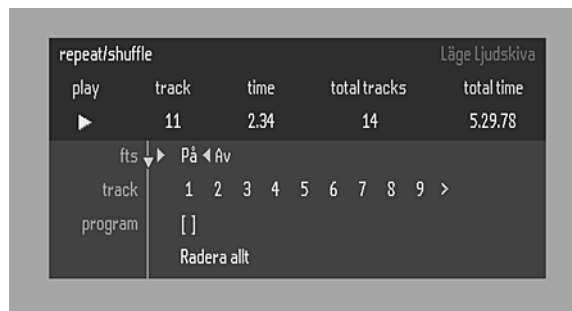 repeat/shuffle Läge Ljudskiva
play track time total tracks total time
11 2.34 14 5.29.78
fts På Av
track 1 2 3 4 5 6 7 8 9 >
program [ ]
Radera allt